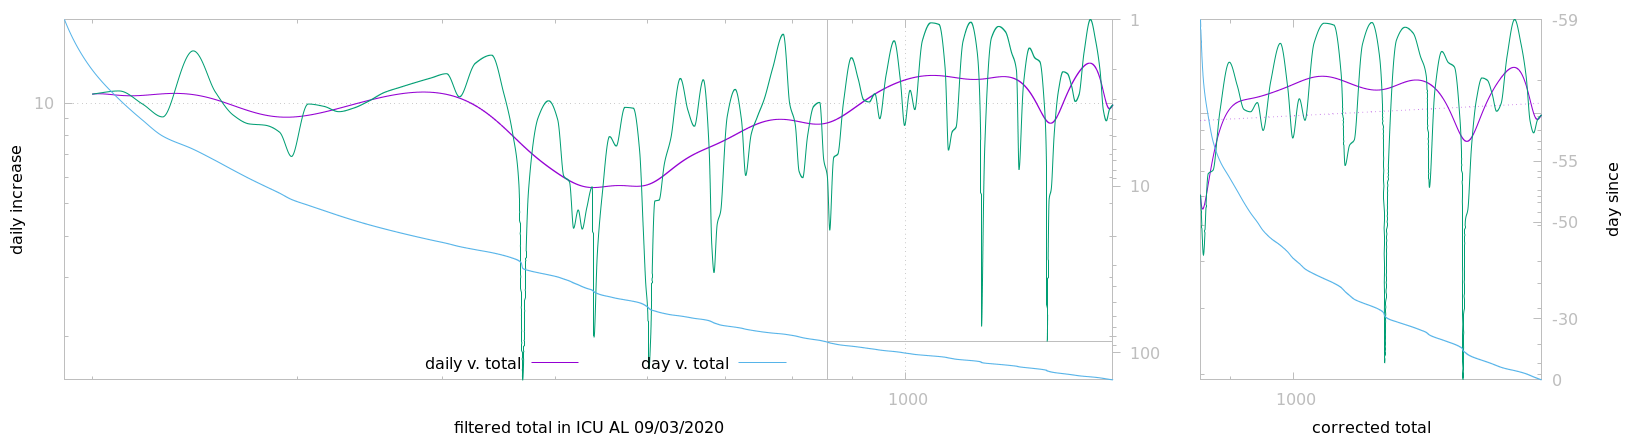 daily increase
10
1
10
100
daily v. total
day v. total
1000
filtered total in ICU AL 09/03/2020
-59
-55
-50
-30
0
day since
1000
corrected total